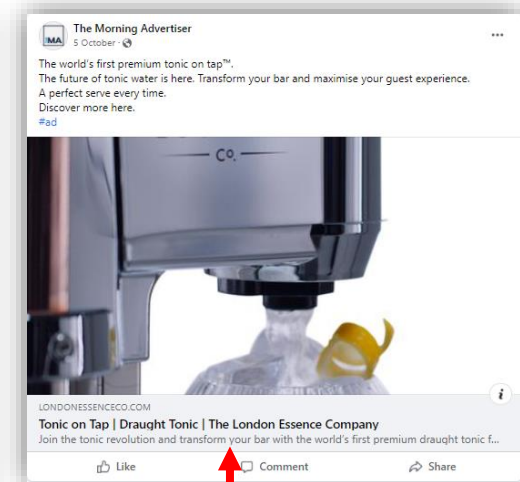 MA
The Morning Advertiser
5 October ·
The world's first premium tonic on tap™.
The future of tonic water is here. Transform your bar and maximise your guest experience.
A perfect serve every time.
Discover more here.
#ad
Cº.
i
LONDONESSENCECO.COM
Tonic on Tap | Draught Tonic | The London Essence Company
Join the tonic revolution and transform your bar with the world's first premium draught tonic f...
Like Comment Share